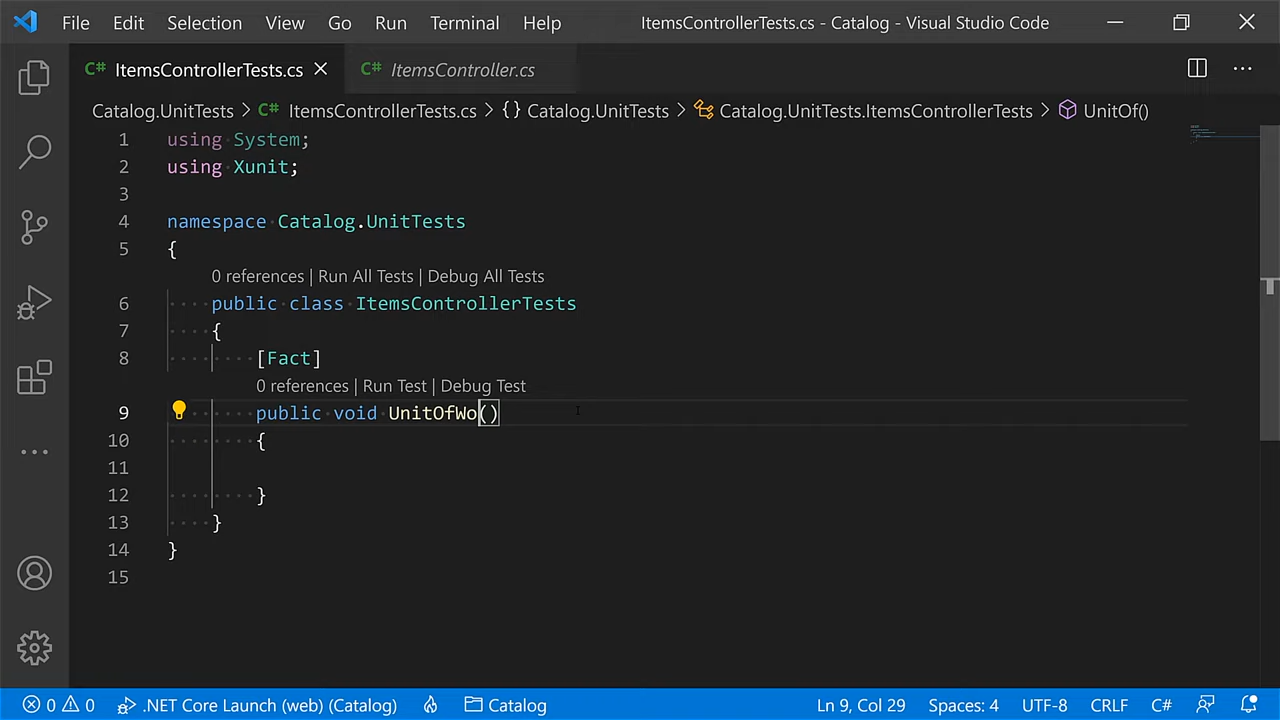 File Edit Selection View Go Run Terminal Help ItemsControllerTests.cs - Catalog - Visual Studio Code
C# ItemsControllerTests.cs C# ItemsController.cs
Catalog.UnitTests > C# ItemsControllerTests.cs > {} Catalog.UnitTests > Catalog.UnitTests.ItemsControllerTests > UnitOf()
1 using System;
2 using Xunit;
3
4 namespace Catalog.UnitTests
5 {
0 references | Run All Tests | Debug All Tests
6 public class ItemsControllerTests
7 {
8 [Fact]
0 references | Run Test | Debug Test
9 public void UnitOfWo()
10 {
11
12 }
13 }
14 }
15
0 0 .NET Core Launch (web) (Catalog) Catalog Ln 9, Col 29 Spaces: 4 UTF-8 CRLF C#